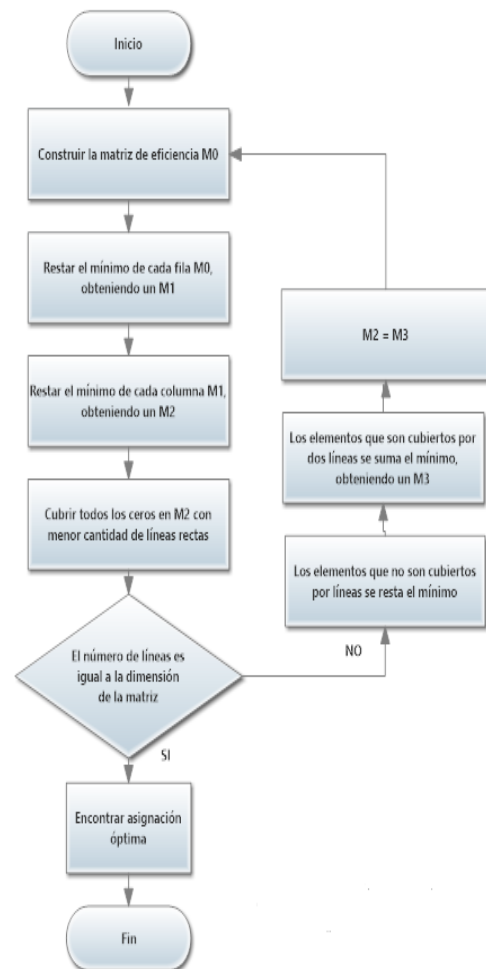 Inicio
Construir la matriz de eficiencia M0
Restar el mínimo de cada fila M0,
obteniendo un M1
Restar el mínimo de cada columna M1,
obteniendo un M2
Cubrir todos los ceros en M2 con
menor cantidad de líneas rectas
El número de líneas es
igual a la dimensión
de la matriz
SI
Encontrar asignación
óptima
Fin
NO
Los elementos que no son cubiertos
por líneas se resta el mínimo
Los elementos que son cubiertos por
dos líneas se suma el mínimo,
obteniendo un M3
M2 = M3